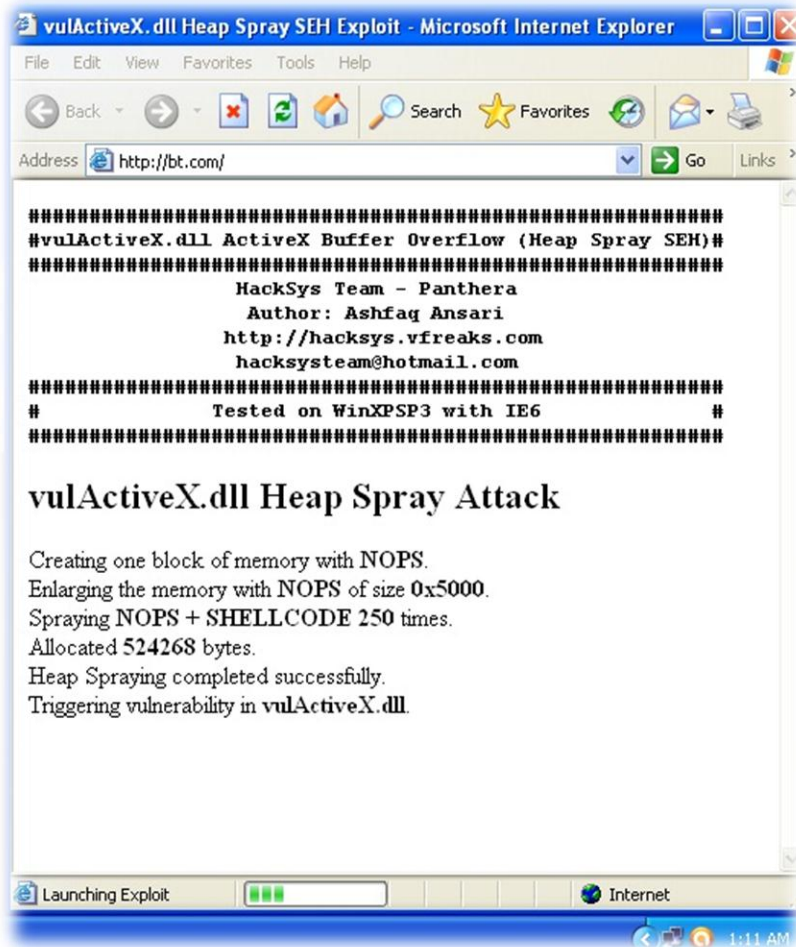 vulActiveX.dll Heap Spray SEH Exploit - Microsoft Internet Explorer
File Edit View Favorites Tools Help
Back Search Favorites
Address http://bt.com/ Go Links
#########################################################
#vulActiveX.dll ActiveX Buffer Overflow (Heap Spray SEH)#
#########################################################
HackSys Team - Panthera
Author: Ashfaq Ansari
http://hacksys.vfreaks.com
hacksysteam@hotmail.com
#########################################################
# Tested on WinXPSP3 with IE6 #
#########################################################
vulActiveX.dll Heap Spray Attack
Creating one block of memory with NOPS.
Enlarging the memory with NOPS of size 0x5000.
Spraying NOPS + SHELLCODE 250 times.
Allocated 524268 bytes.
Heap Spraying completed successfully.
Triggering vulnerability in vulActiveX.dll.
Launching Exploit Internet
1:11 AM